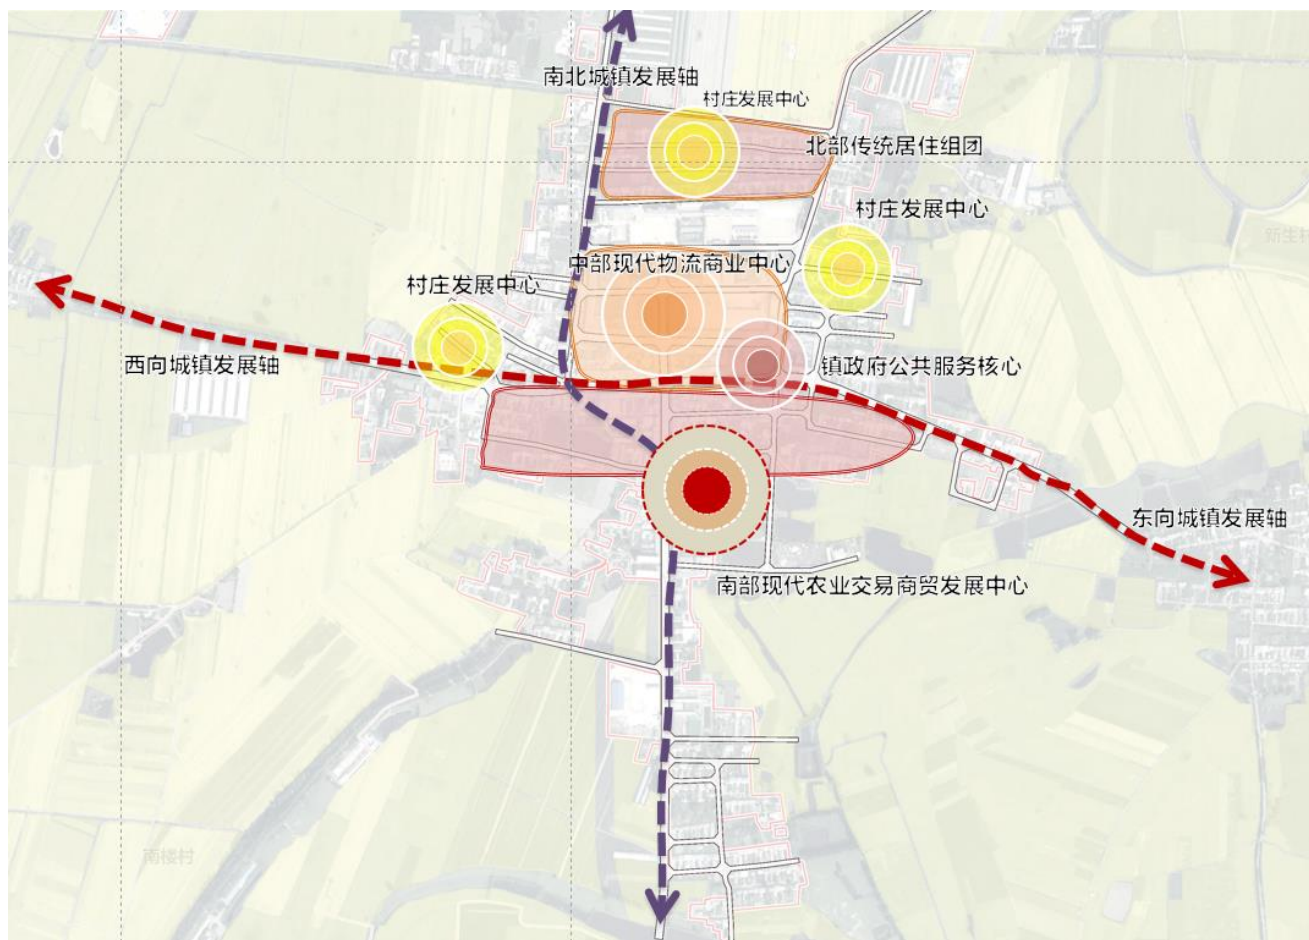 南北城镇发展轴
村庄发展中心
北部传统居住组团
村庄发展中心
中部现代物流商业中心
村庄发展中心
西向城镇发展轴
镇政府公共服务核心
东向城镇发展轴
南部现代农业交易商贸发展中心
南楼村